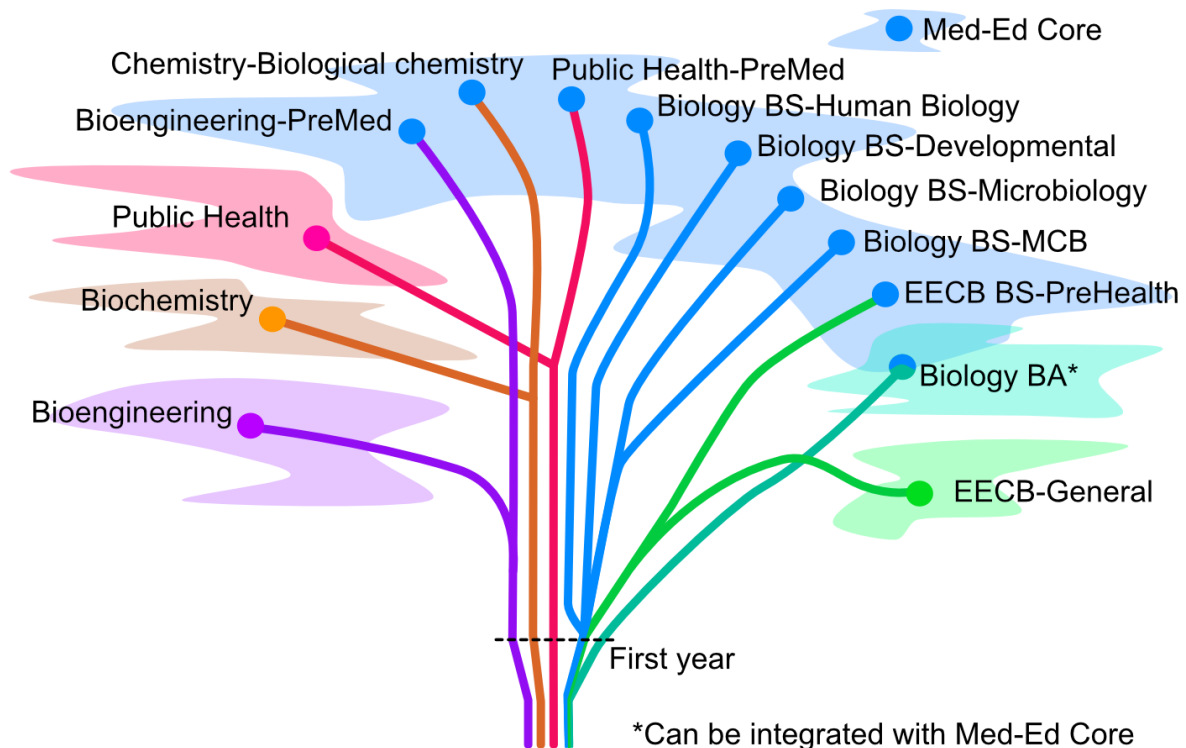 Med-Ed Core
Chemistry-Biological chemistry
Public Health-PreMed
Bioengineering-PreMed
Biology BS-Human Biology
Biology BS-Developmental
Biology BS-Microbiology
Public Health
Biology BS-MCB
Biochemistry
EECB BS-PreHealth
Biology BA*
Bioengineering
EECB-General
First year
*Can be integrated with Med-Ed Core